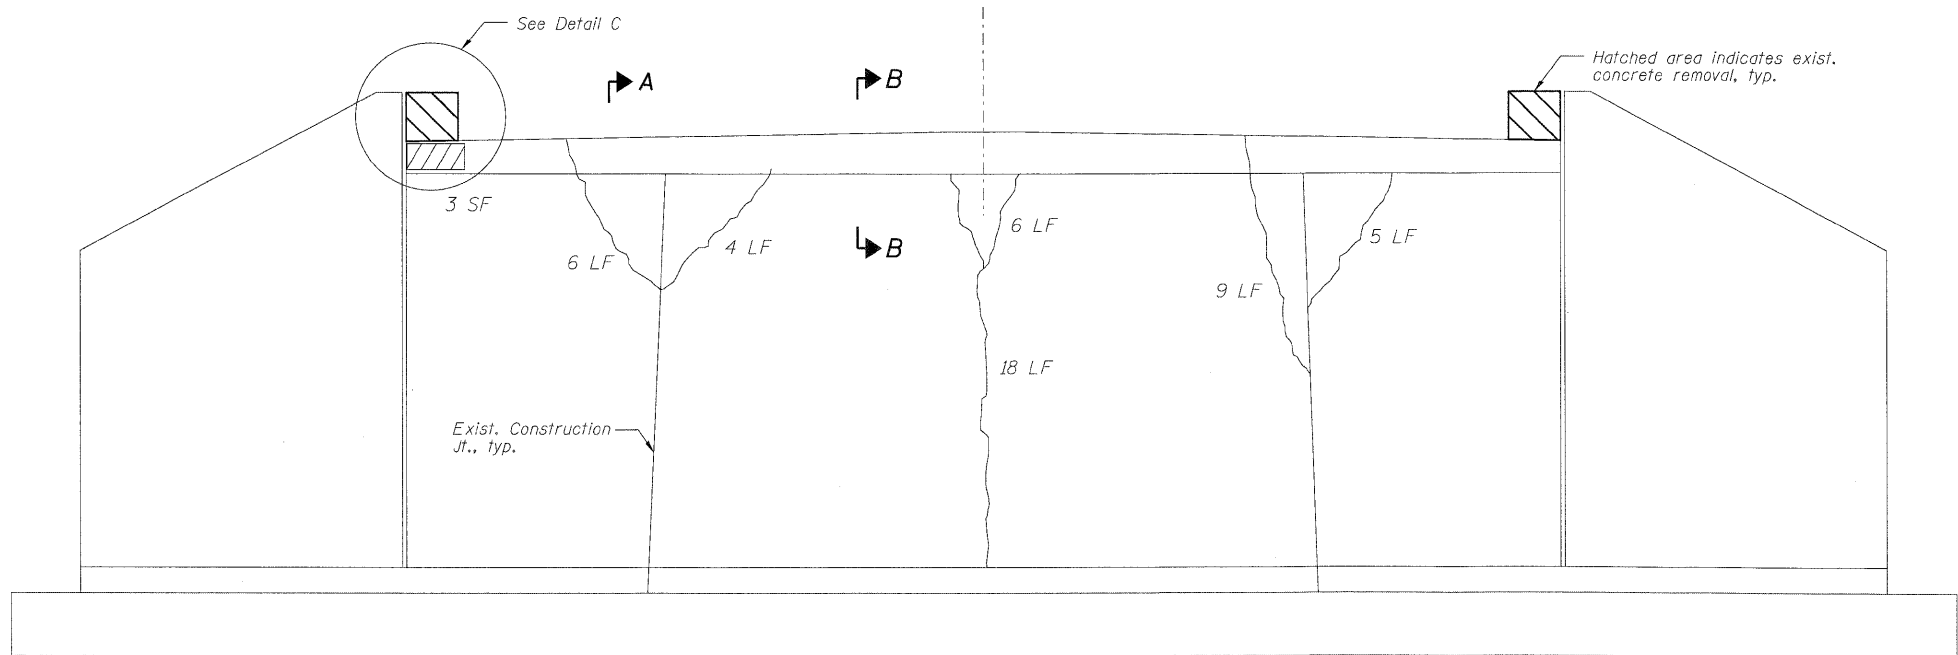 See Detail C
Hatched area indicates exist.
concrete removal, typ.
A
B
3 SF
6 LF
4 LF
B
6 LF
5 LF
9 LF
18 LF
Exist. Construction
Jt., typ.